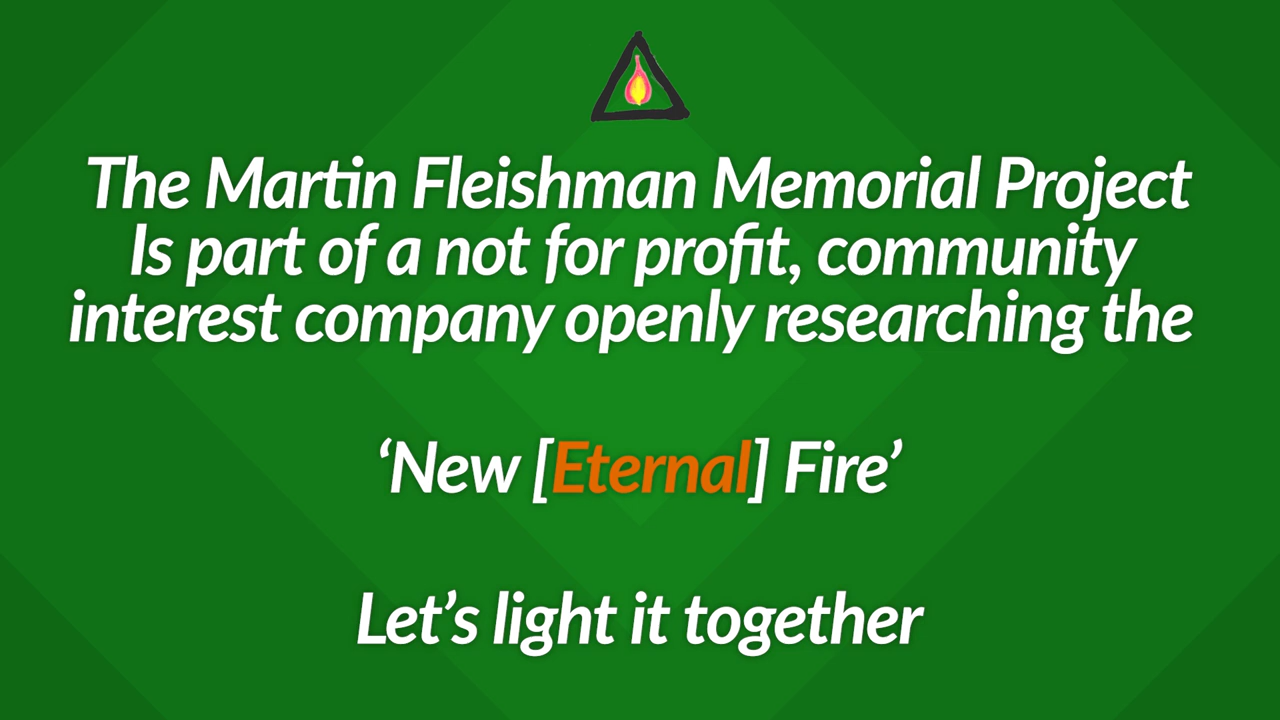 The Martin Fleishman Memorial Project
Is part of a not for profit, community
interest company openly researching the
‘New [Eternal] Fire’
Let’s light it together